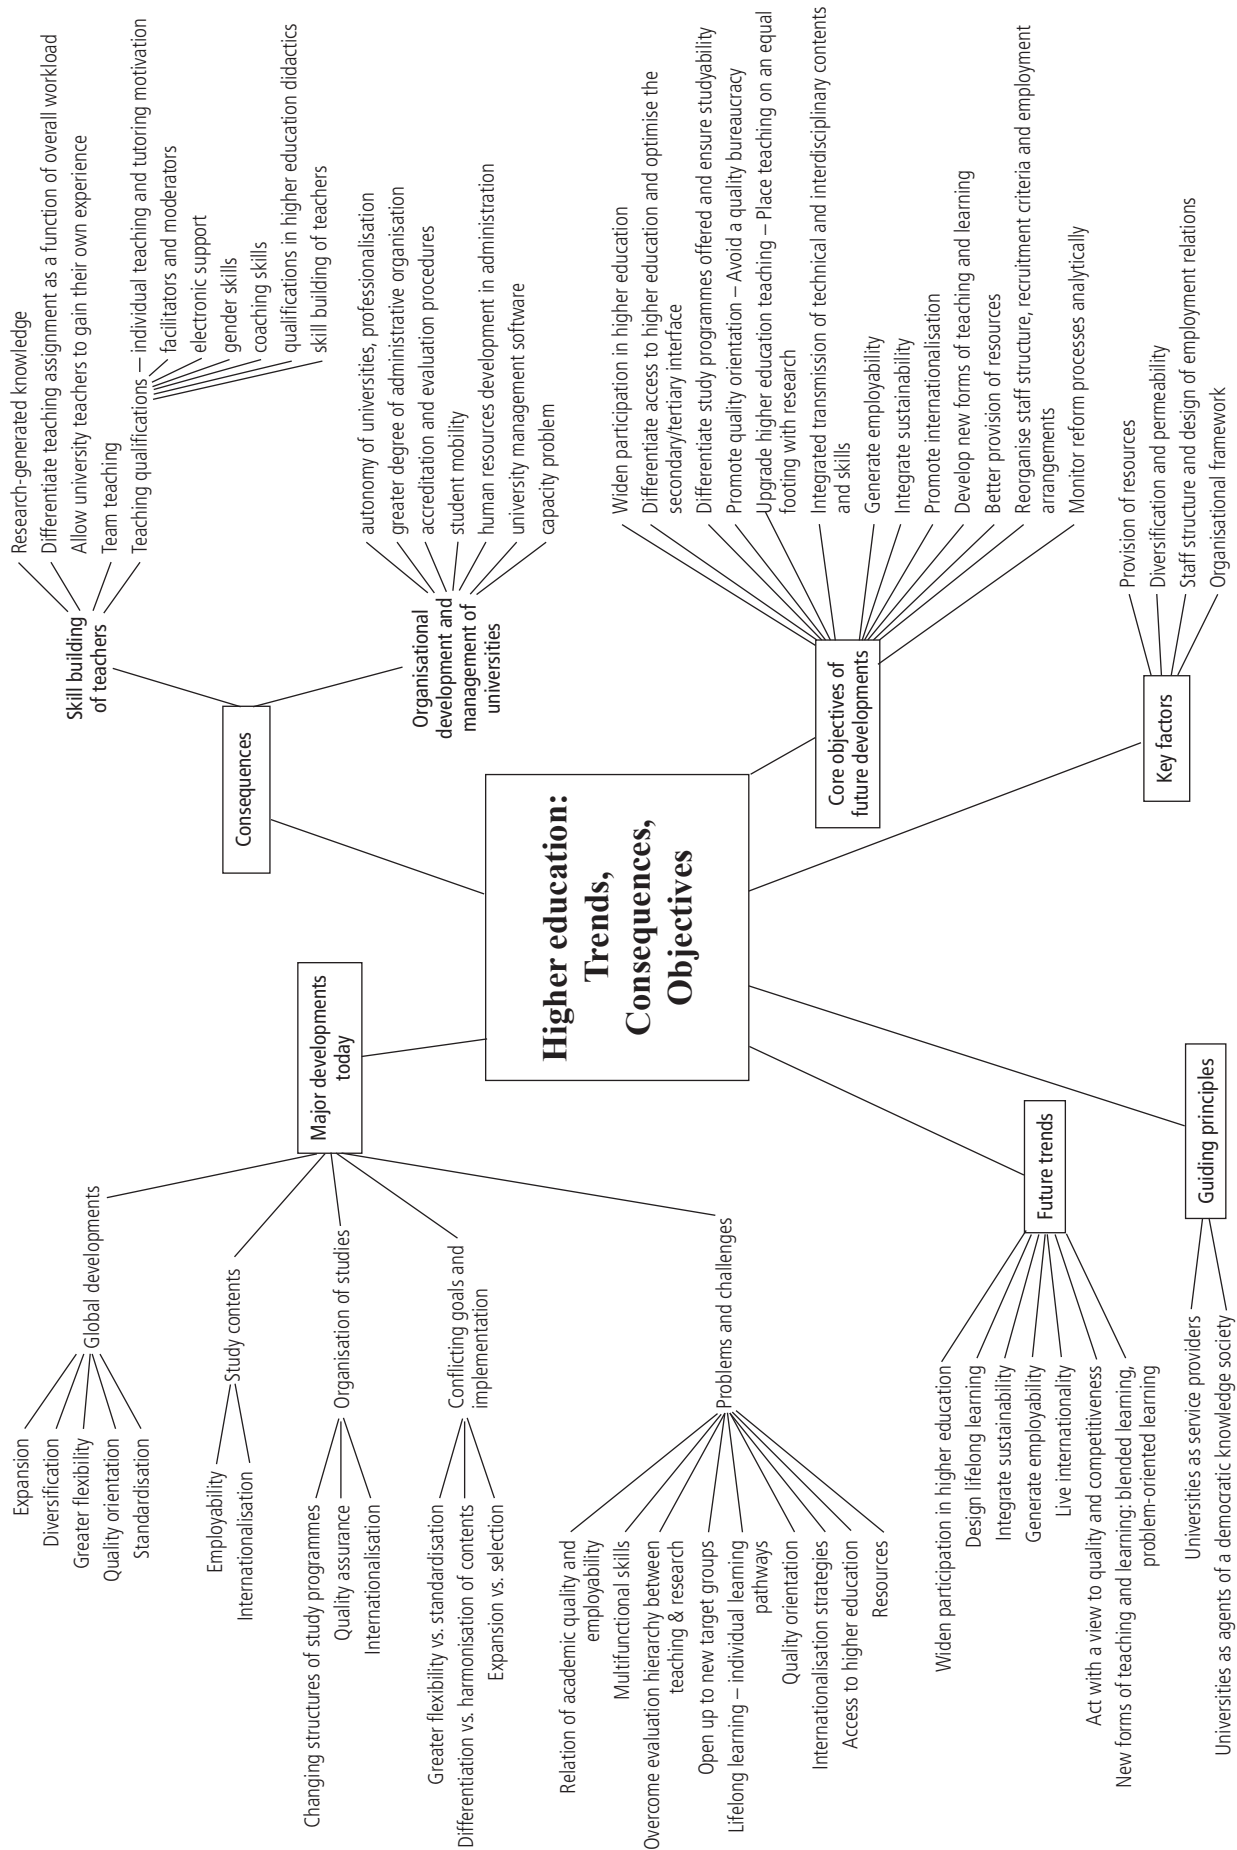 Higher education:
Trends,
Consequences,
Objectives
Major developments
today
Global developments
Expansion
Diversification
Greater flexibility
Quality orientation
Standardisation
Study contents
Employability
Internationalisation
Organisation of studies
Changing structures of study programmes
Quality assurance
Internationalisation
Conflicting goals and
implementation
Greater flexibility vs. standardisation
Differentiation vs. harmonisation of contents
Expansion vs. selection
Problems and challenges
Relation of academic quality and
employability
Multifunctional skills
Overcome evaluation hierarchy between
teaching & research
Open up to new target groups
Lifelong learning – individual learning
pathways
Quality orientation
Internationalisation strategies
Access to higher education
Resources
Future trends
Widen participation in higher education
Design lifelong learning
Integrate sustainability
Generate employability
Live internationality
Act with a view to quality and competitiveness
New forms of teaching and learning: blended learning,
problem-oriented learning
Guiding principles
Universities as service providers
Universities as agents of a democratic knowledge society
Consequences
Skill building
of teachers
Research-generated knowledge
Differentiate teaching assignment as a function of overall workload
Allow university teachers to gain their own experience
Team teaching
Teaching qualifications – individual teaching and tutoring motivation
facilitators and moderators
electronic support
gender skills
coaching skills
qualifications in higher education didactics
skill building of teachers
Organisational
development and
management of
universities
autonomy of universities, professionalisation
greater degree of administrative organisation
accreditation and evaluation procedures
student mobility
human resources development in administration
university management software
capacity problem
Core objectives of
future developments
Widen participation in higher education
Differentiate access to higher education and optimise the
secondary/tertiary interface
Differentiate study programmes offered and ensure studyability
Promote quality orientation – Avoid a quality bureaucracy
Upgrade higher education teaching – Place teaching on an equal
footing with research
Integrated transmission of technical and interdisciplinary contents
and skills
Generate employability
Integrate sustainability
Promote internationalisation
Develop new forms of teaching and learning
Better provision of resources
Reorganise staff structure, recruitment criteria and employment
arrangements
Monitor reform processes analytically
Key factors
Provision of resources
Diversification and permeability
Staff structure and design of employment relations
Organisational framework